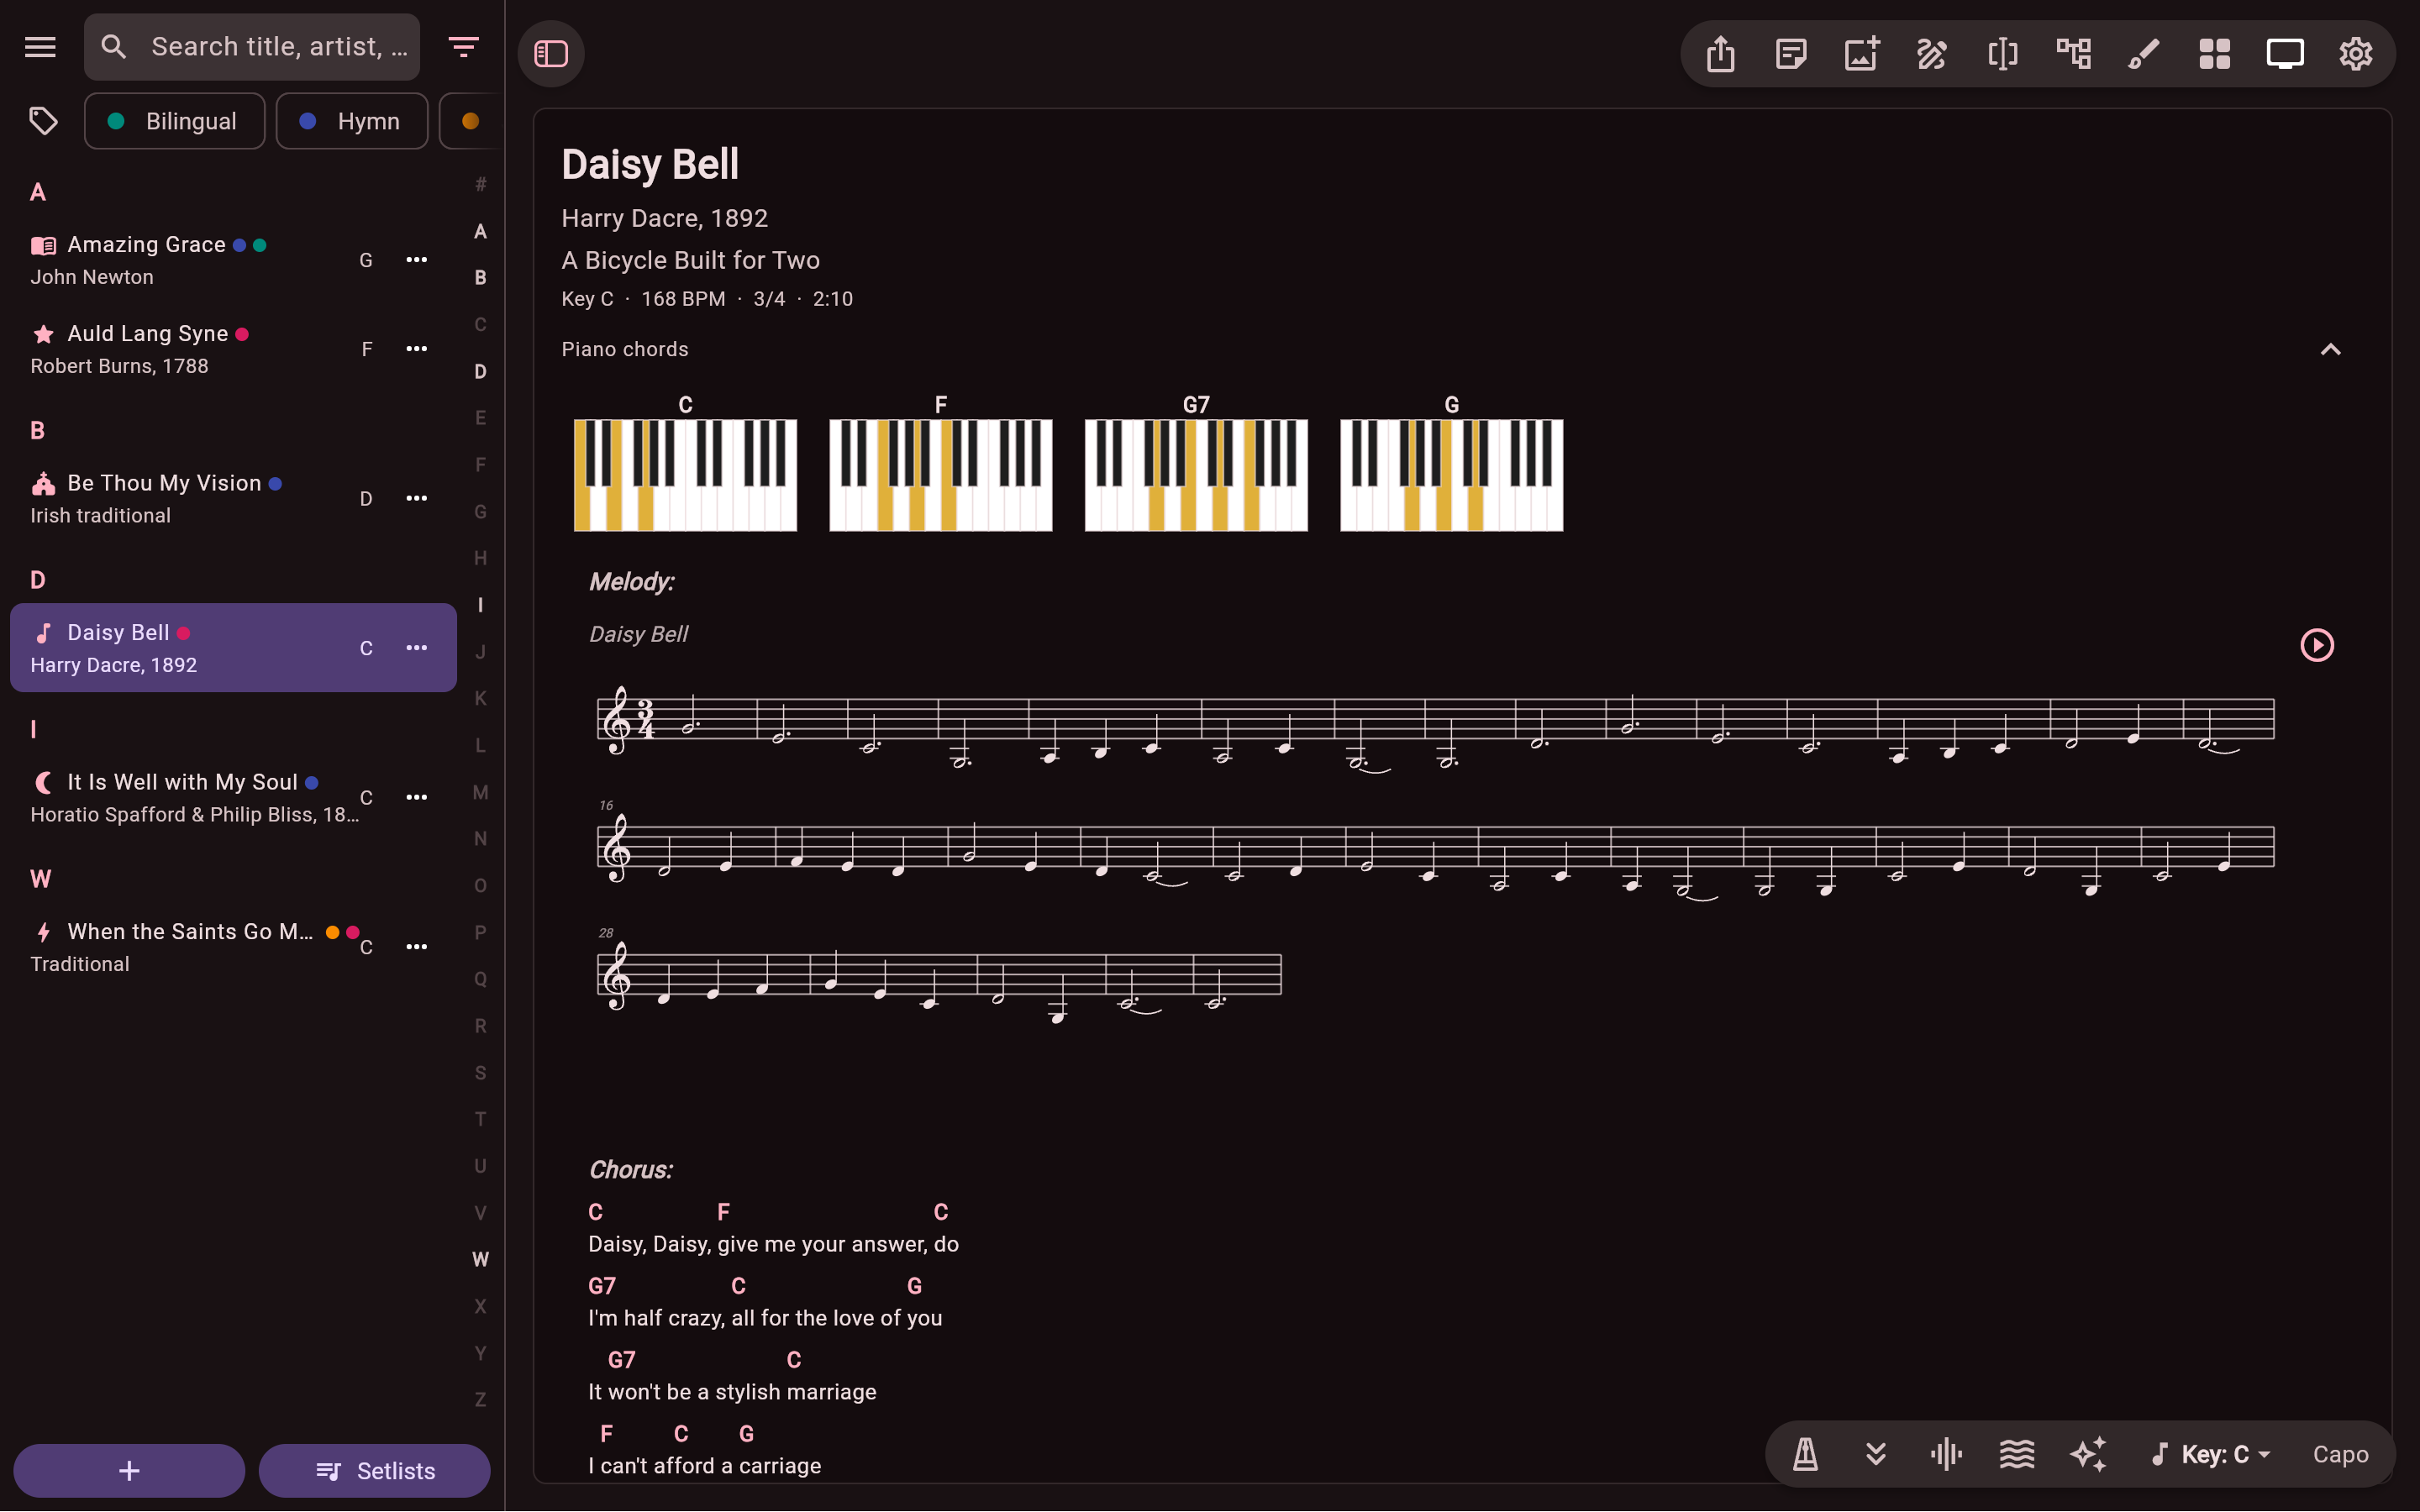 Search title, artist, ...
Bilingual
Hymn
A
Amazing Grace
John Newton
G
Auld Lang Syne
Robert Burns, 1788
F
B
Be Thou My Vision
Irish traditional
D
D
Daisy Bell
Harry Dacre, 1892
C
I
It Is Well with My Soul
Horatio Spafford & Philip Bliss, 18...
C
W
When the Saints Go M...
Traditional
C
#
A
B
C
D
E
F
G
H
I
J
K
L
M
N
O
P
Q
R
S
T
U
V
W
X
Y
Z
Setlists
Daisy Bell
Harry Dacre, 1892
A Bicycle Built for Two
Key C · 168 BPM · 3/4 · 2:10
Piano chords
C F G7 G
Melody:
Daisy Bell
3
4
16
28
Chorus:
C F C
Daisy, Daisy, give me your answer, do
G7 C G
I'm half crazy, all for the love of you
G7 C
It won't be a stylish marriage
F C G
I can't afford a carriage
Key: C
Capo